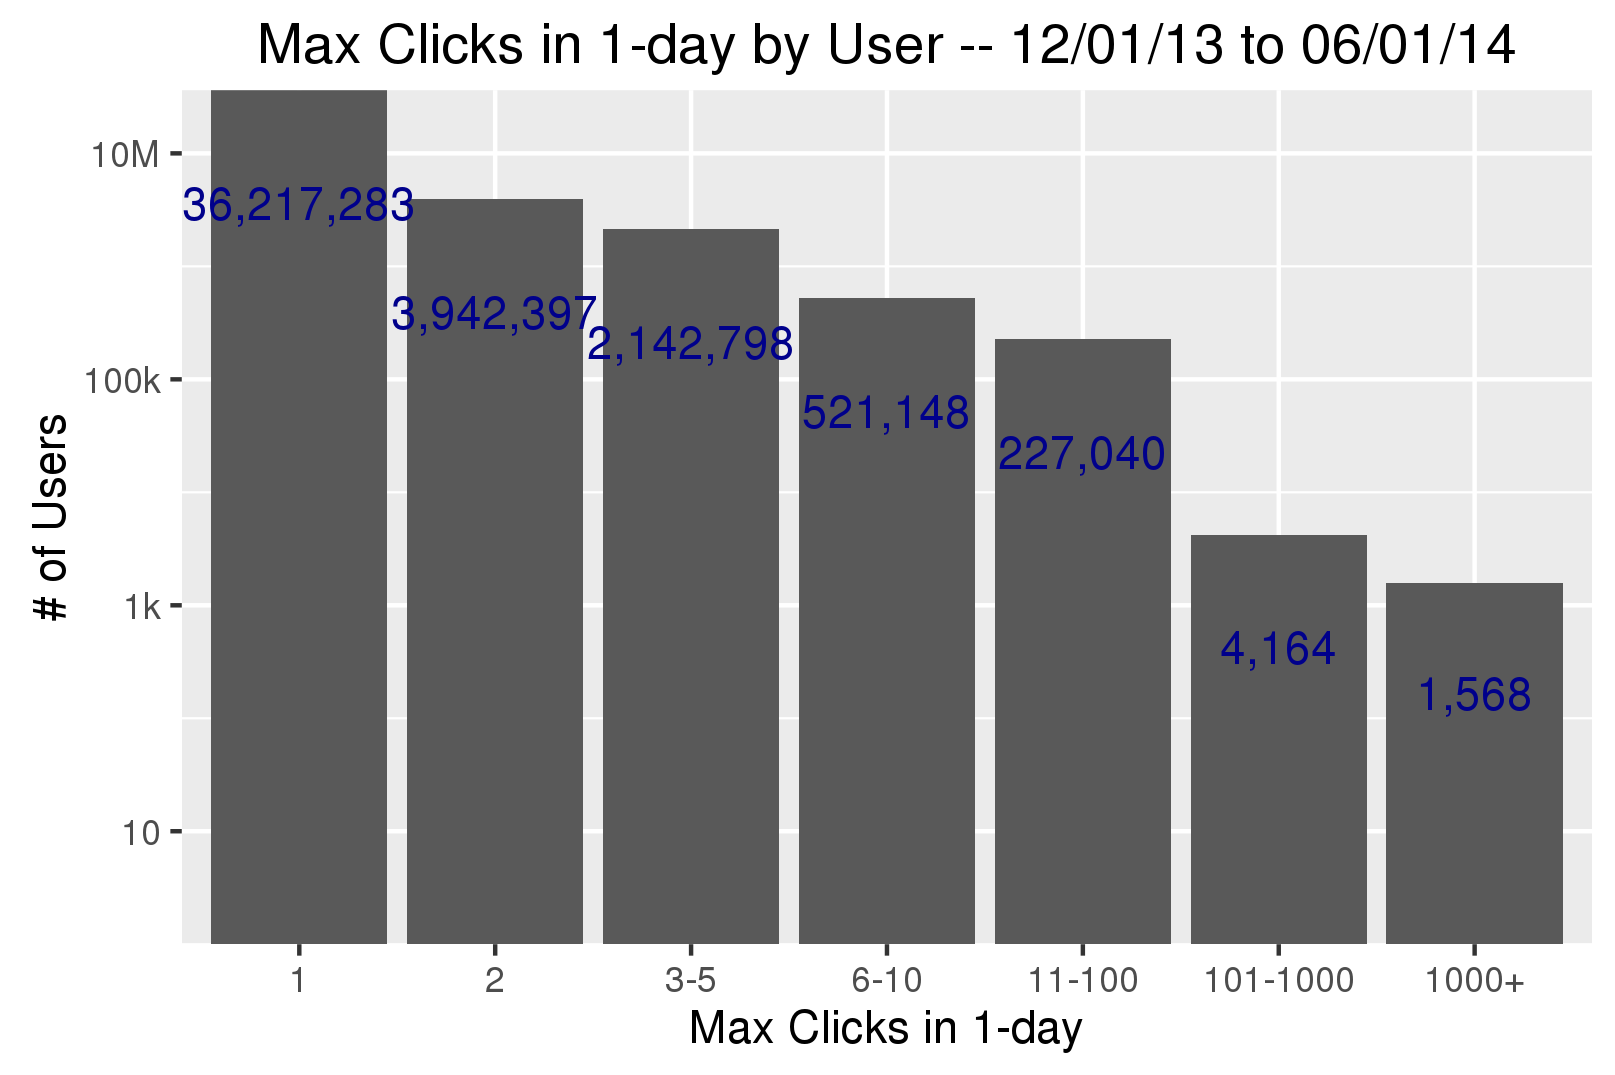 Max Clicks in 1-day by User -- 12/01/13 to 06/01/14
10M
100k
1k
10
# of Users
36,217,283
3,942,397
2,142,798
521,148
227,040
4,164
1,568
1 2 3-5 6-10 11-100 101-1000 1000+
Max Clicks in 1-day